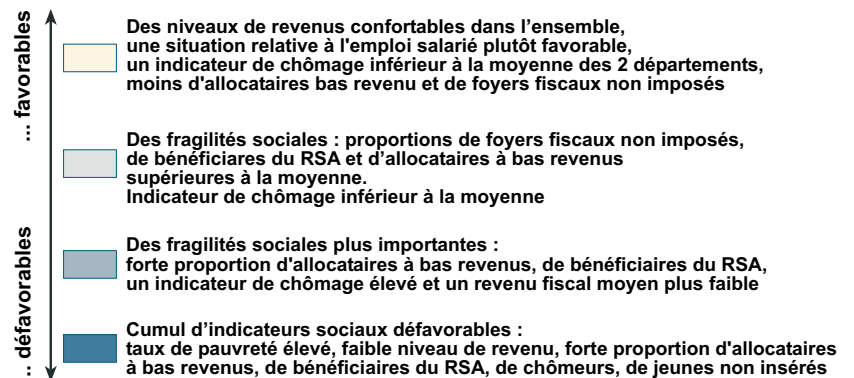 ... favorables
Des niveaux de revenus confortables dans l’ensemble,
une situation relative à l'emploi salarié plutôt favorable,
un indicateur de chômage inférieur à la moyenne des 2 départements,
moins d'allocataires bas revenu et de foyers fiscaux non imposés
Des fragilités sociales : proportions de foyers fiscaux non imposés,
de bénéficiares du RSA et d’allocataires à bas revenus
supérieures à la moyenne.
Indicateur de chômage inférieur à la moyenne
.. défavorables
Des fragilités sociales plus importantes :
forte proportion d'allocataires à bas revenus, de bénéficiaires du RSA,
un indicateur de chômage élevé et un revenu fiscal moyen plus faible
Cumul d’indicateurs sociaux défavorables :
taux de pauvreté élevé, faible niveau de revenu, forte proportion d'allocataires
à bas revenus, de bénéficiaires du RSA, de chômeurs, de jeunes non insérés